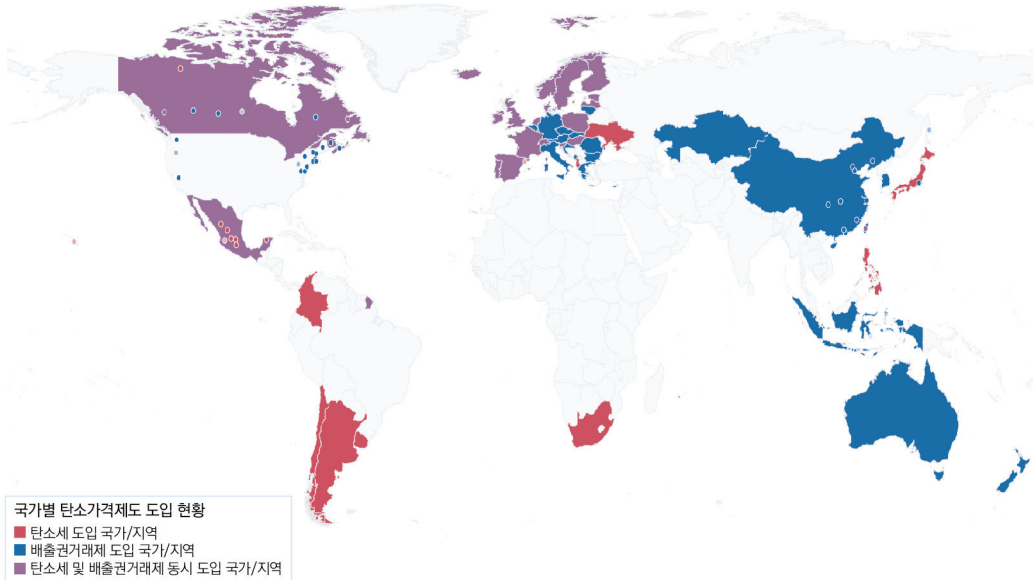 국가별 탄소가격제도 도입 현황
탄소세 도입 국가/지역
배출권거래제 도입 국가/지역
탄소세 및 배출권거래제 동시 도입 국가/지역